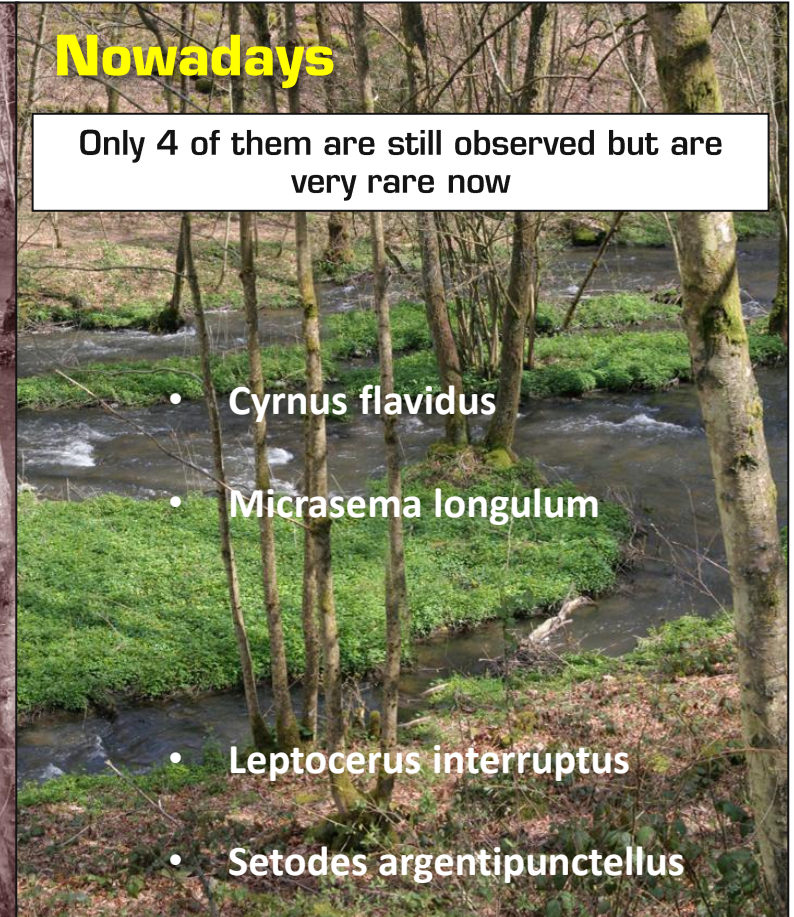 Nowadays
Only 4 of them are still observed but are
very rare now
• Cyrnus flavidus
• Micrasema longulum
• Leptocerus interruptus
• Setodes argentipunctellus